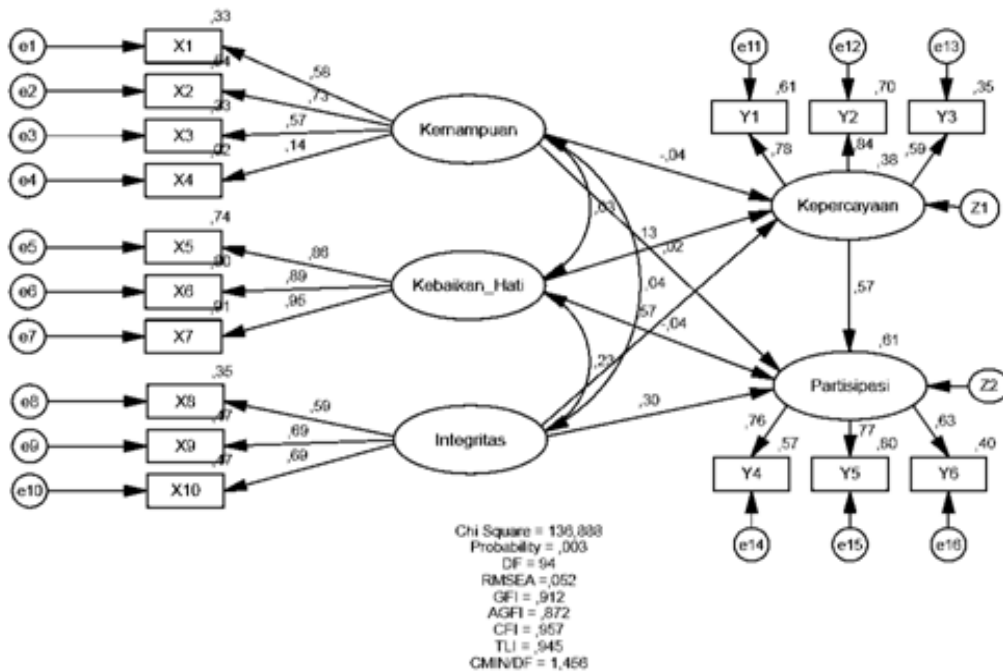 ,33
e1
X1
,58
e2
X2
,73
,33
e3
X3
,57
,02
e4
X4
,14
Kemampuan
,74
e5
X5
,86
,80
e6
X6
,89
,91
e7
X7
,95
Kebaikan_Hati
,35
e8
X8
,59
,47
e9
X9
,69
,47
e10
X10
,69
Integritas
,03
,04
,23
-,04
,13
,02
,57
-,04
,30
e11
e12
e13
,61
,70
,35
Y1
Y2
Y3
,78
,84
,38
,59
Kepercayaan
Z1
,57
,61
Partisipasi
Z2
,76
,57
,77
,60
,63
,40
Y4
Y5
Y6
e14
e15
e16
Chi Square = 136,888
Probability = ,003
DF = 94
RMSEA =,052
GFI = ,912
AGFI = ,872
CFI = ,957
TLI = ,945
CMIN/DF = 1,456